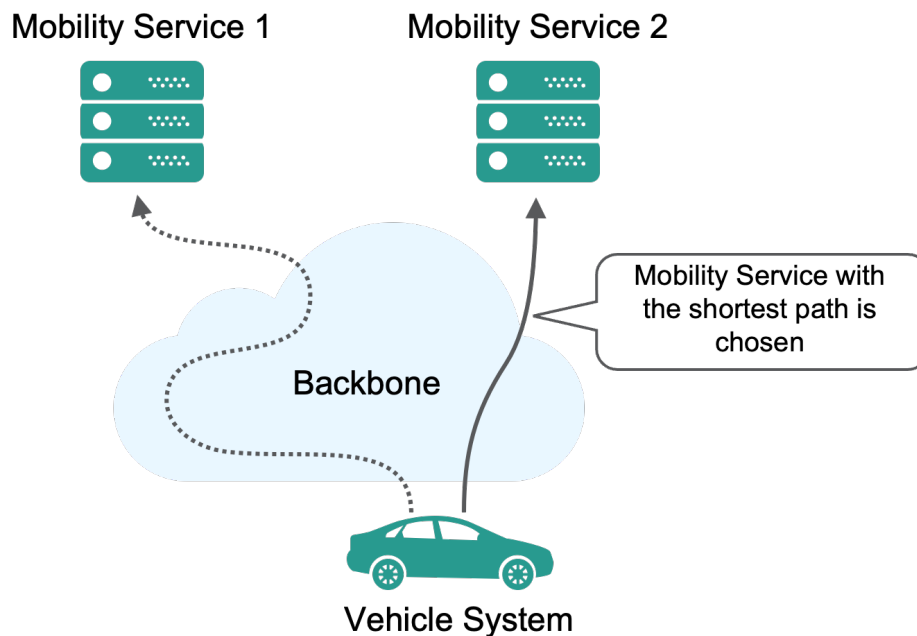 Mobility Service 1
Mobility Service 2
Mobility Service with
the shortest path is
chosen
Backbone
Vehicle System